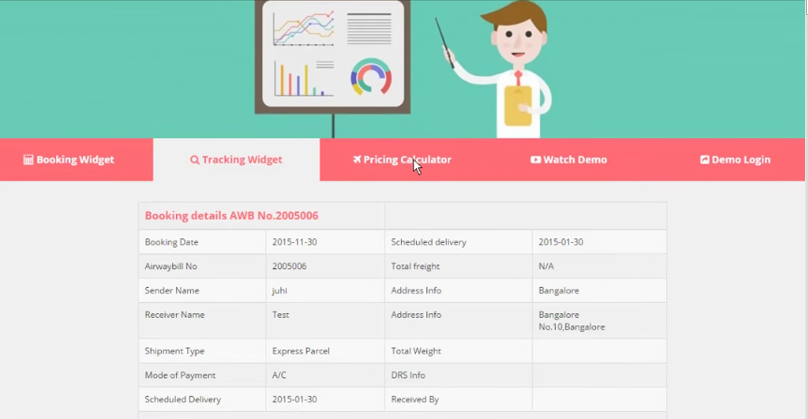 Booking Widget Tracking Widget Pricing Calculator Watch Demo Demo Login
Booking details AWB No.2005006
Booking Date 2015-11-30 Scheduled delivery 2015-01-30
Airwaybill No 2005006 Total freight N/A
Sender Name juhi Address Info Bangalore
Receiver Name Test Address Info Bangalore
No.10,Bangalore
Shipment Type Express Parcel Total Weight
Mode of Payment A/C DRS Info
Scheduled Delivery 2015-01-30 Received By